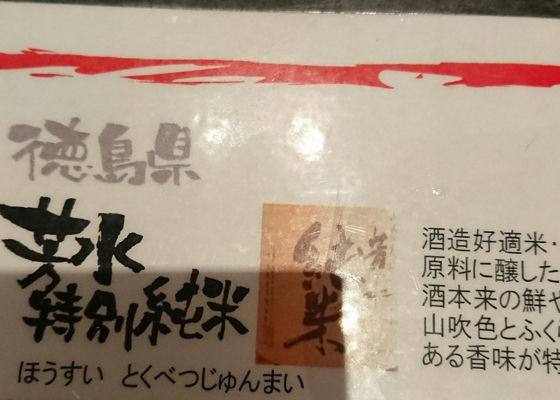 徳島県
芳水
特別純米
ほうすい とくべつじゅんまい
酒造好適米・
原料に醸した
酒本来の鮮や
山吹色とふくら
ある香味が特